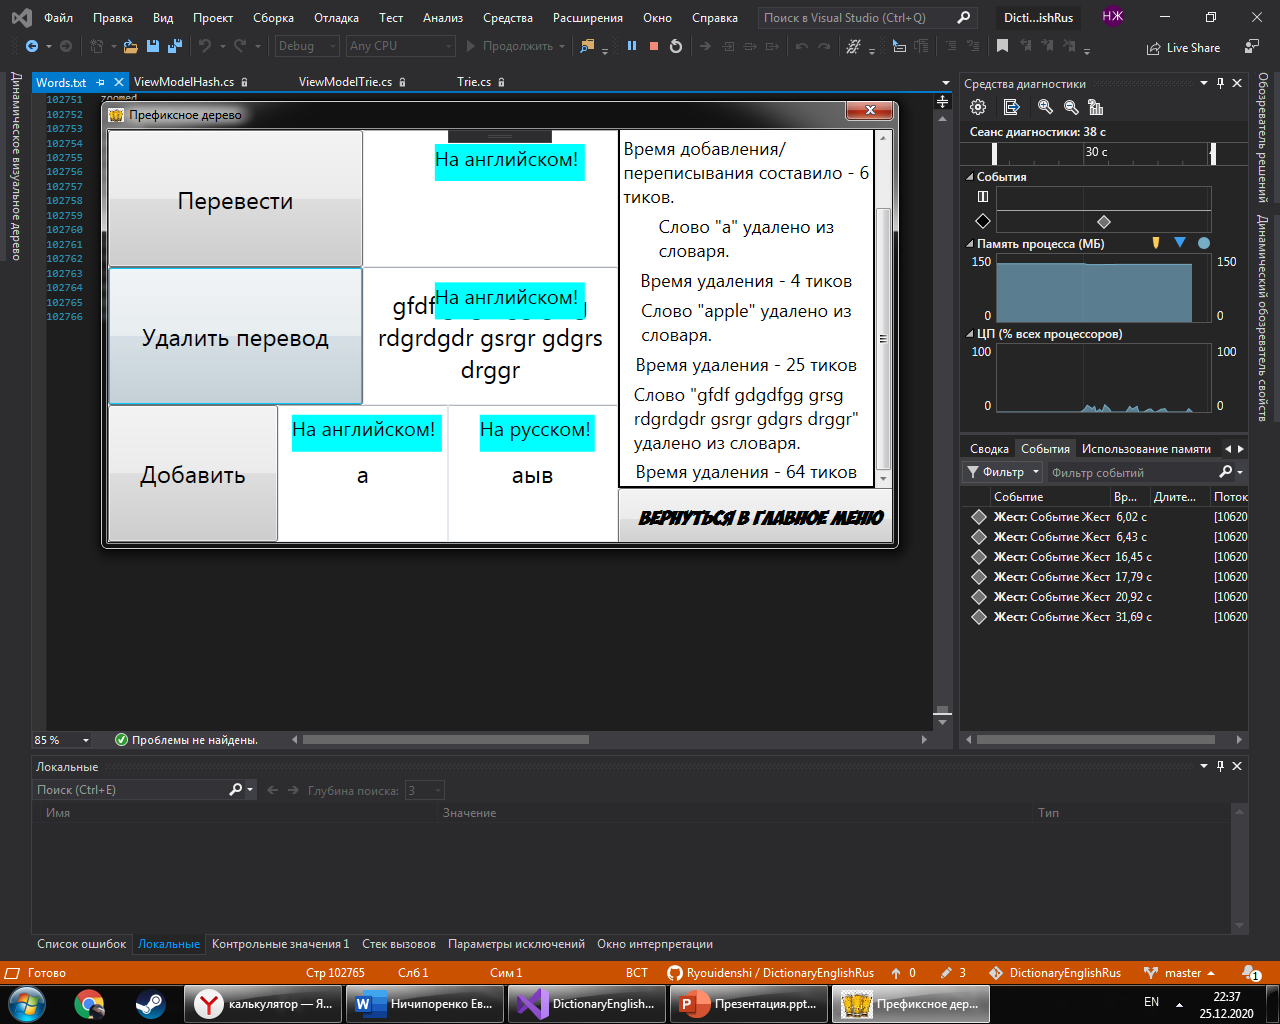 Файл Правка Вид Проект Сборка Отладка Тест Анализ Средства Расширения Окно Справка Поиск в Visual Studio (Ctrl+Q) Dicti...ishRus НЖ
Debug Any CPU Продолжить Live Share
Динамическое визуальное дерево
Words.txt ViewModelHash.cs ViewModelTrie.cs Trie.cs
102751 zoomed
102752
102753
102754
102755
102756
102757
102758
102759
102760
102761
102762
102763
102764
102765
102766
Префиксное дерево
Перевести
На английском!
Удалить перевод
На английском!
gfdf
rdgrdgdr gsrgr gdgrs
drggr
Добавить
На английском!
а
На русском!
аыв
Время добавления/
переписывания составило - 6
тиков.
Слово "a" удалено из
словаря.
Время удаления - 4 тиков
Слово "apple" удалено из
словаря.
Время удаления - 25 тиков
Слово "gfdf gdgdfgg grsg
rdgrdgdr gsrgr gdgrs drggr"
удалено из словаря.
Время удаления - 64 тиков
ВЕРНУТЬСЯ В ГЛАВНОЕ МЕНЮ
85 % Проблемы не найдены.
Средства диагностики
Сеанс диагностики: 38 с
30 с
События
Память процесса (МБ)
150 150
0 0
ЦП (% всех процессоров)
100 100
0 0
Сводка События Использование памяти
Фильтр Фильтр событий
Событие Вр... Длите... Поток
Жест: Событие Жест 6,02 с [10620
Жест: Событие Жест 6,43 с [10620
Жест: Событие Жест 16,45 с [10620
Жест: Событие Жест 17,79 с [10620
Жест: Событие Жест 20,92 с [10620
Жест: Событие Жест 31,69 с [10620
Обозреватель решений
Динамический обозреватель свойств
Локальные
Поиск (Ctrl+E) Глубина поиска: 3
Имя Значение Тип
Список ошибок Локальные Контрольные значения 1 Стек вызовов Параметры исключений Окно интерпретации
Готово Стр 102765 Слб 1 Сим 1 ВСТ Ryouidenshi / DictionaryEnglishRus 0 3 DictionaryEnglishRus master 1
калькулятор — Я... Ничипоренко Ев... DictionaryEnglish... Презентация.ppt... Префиксное дер... EN 22:37
25.12.2020